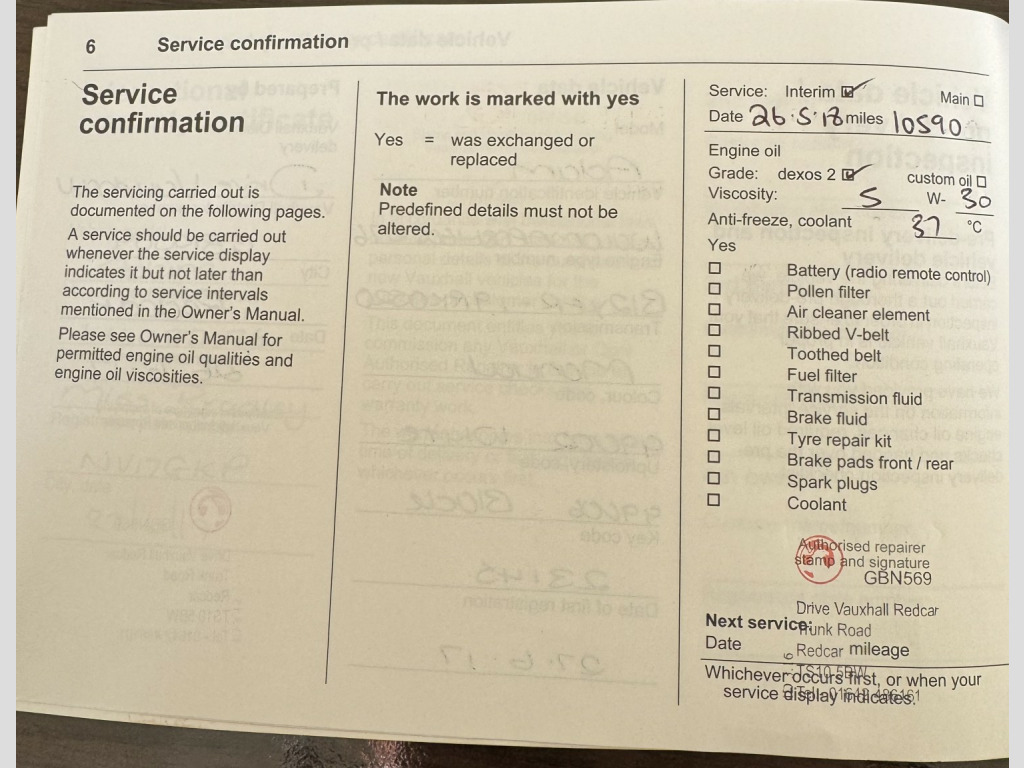 6 Service confirmation
Service
confirmation
The servicing carried out is
documented on the following pages.
A service should be carried out
whenever the service display
indicates it but not later than
according to service intervals
mentioned in the Owner's Manual.
Please see Owner's Manual for
permitted engine oil qualities and
engine oil viscosities.
The work is marked with yes
Yes = was exchanged or
replaced
Note
Predefined details must not be
altered.
Service: Interim ☑ Main ☐
Date 26·5·18 miles 10590
Engine oil
Grade: dexos 2 ☑ custom oil ☐
Viscosity: 5 W- 30
Anti-freeze, coolant 37 °C
Yes
☐ Battery (radio remote control)
☐ Pollen filter
☐ Air cleaner element
☐ Ribbed V-belt
☐ Toothed belt
☐ Fuel filter
☐ Transmission fluid
☐ Brake fluid
☐ Tyre repair kit
☐ Brake pads front / rear
☐ Spark plugs
☐ Coolant
Authorised repairer
stamp and signature
GBN569
Drive Vauxhall Redcar
Next service:
Trunk Road
Date
Redcar mileage
TS10 5BW
Whichever occurs first, or when your
service display indicates.